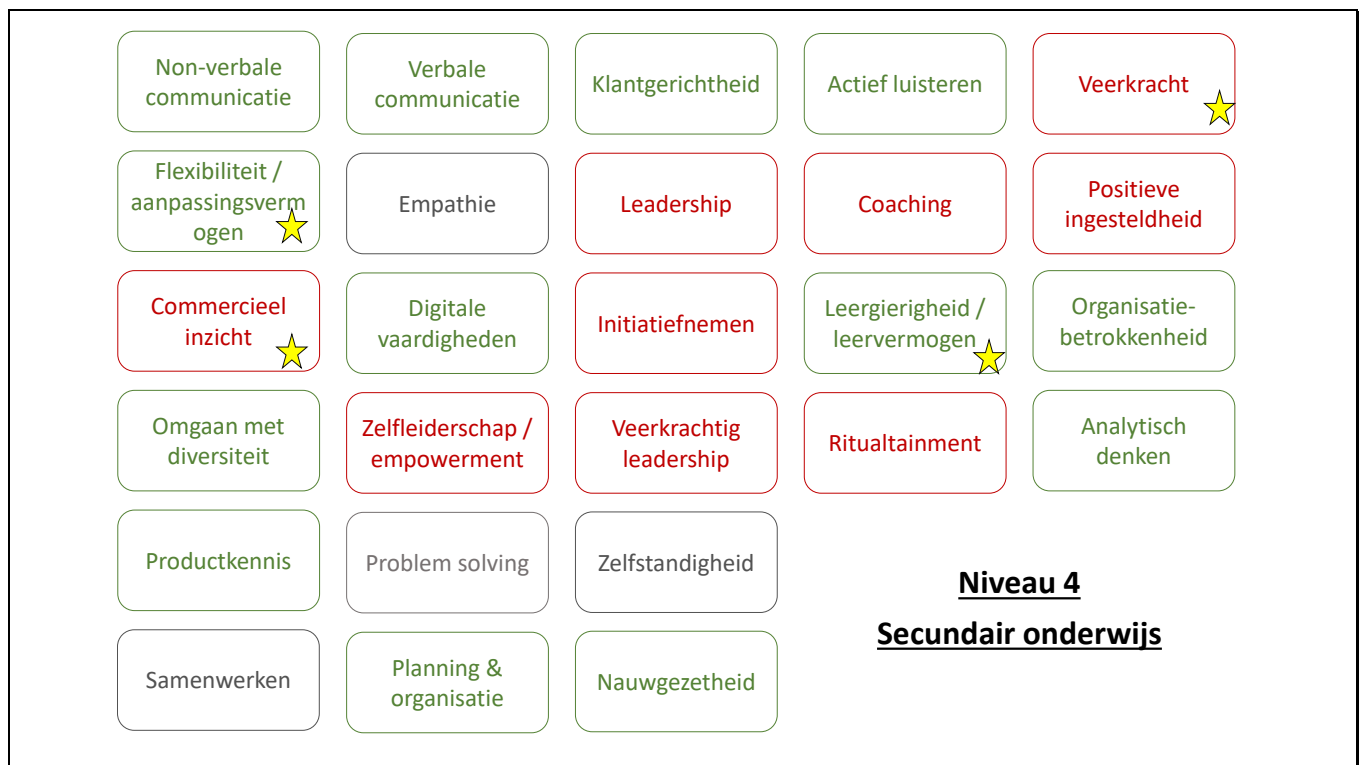 Non-verbale
communicatie
Verbale
communicatie
Klantgerichtheid
Actief luisteren
Veerkracht
Flexibiliteit /
aanpassingsverm
ogen
Empathie
Leadership
Coaching
Positieve
ingesteldheid
Commercieel
inzicht
Digitale
vaardigheden
Initiatiefnemen
Leergierigheid /
leervermogen
Organisatie-
betrokkenheid
Omgaan met
diversiteit
Zelfleiderschap /
empowerment
Veerkrachtig
leadership
Ritualtainment
Analytisch
denken
Productkennis
Problem solving
Zelfstandigheid
Niveau 4
Secundair onderwijs
Samenwerken
Planning &
organisatie
Nauwgezetheid